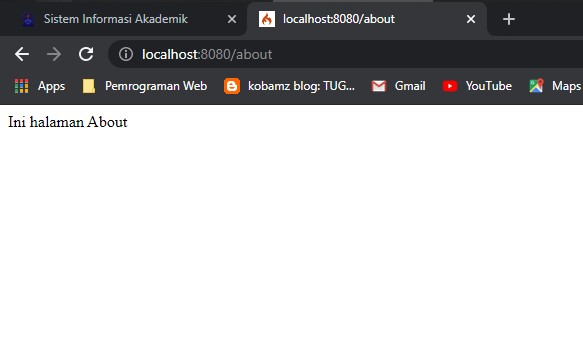 Sistem Informasi Akademik
localhost:8080/about
localhost:8080/about
Apps
Pemrograman Web
kobamz blog: TUG...
Gmail
YouTube
Maps
Ini halaman About